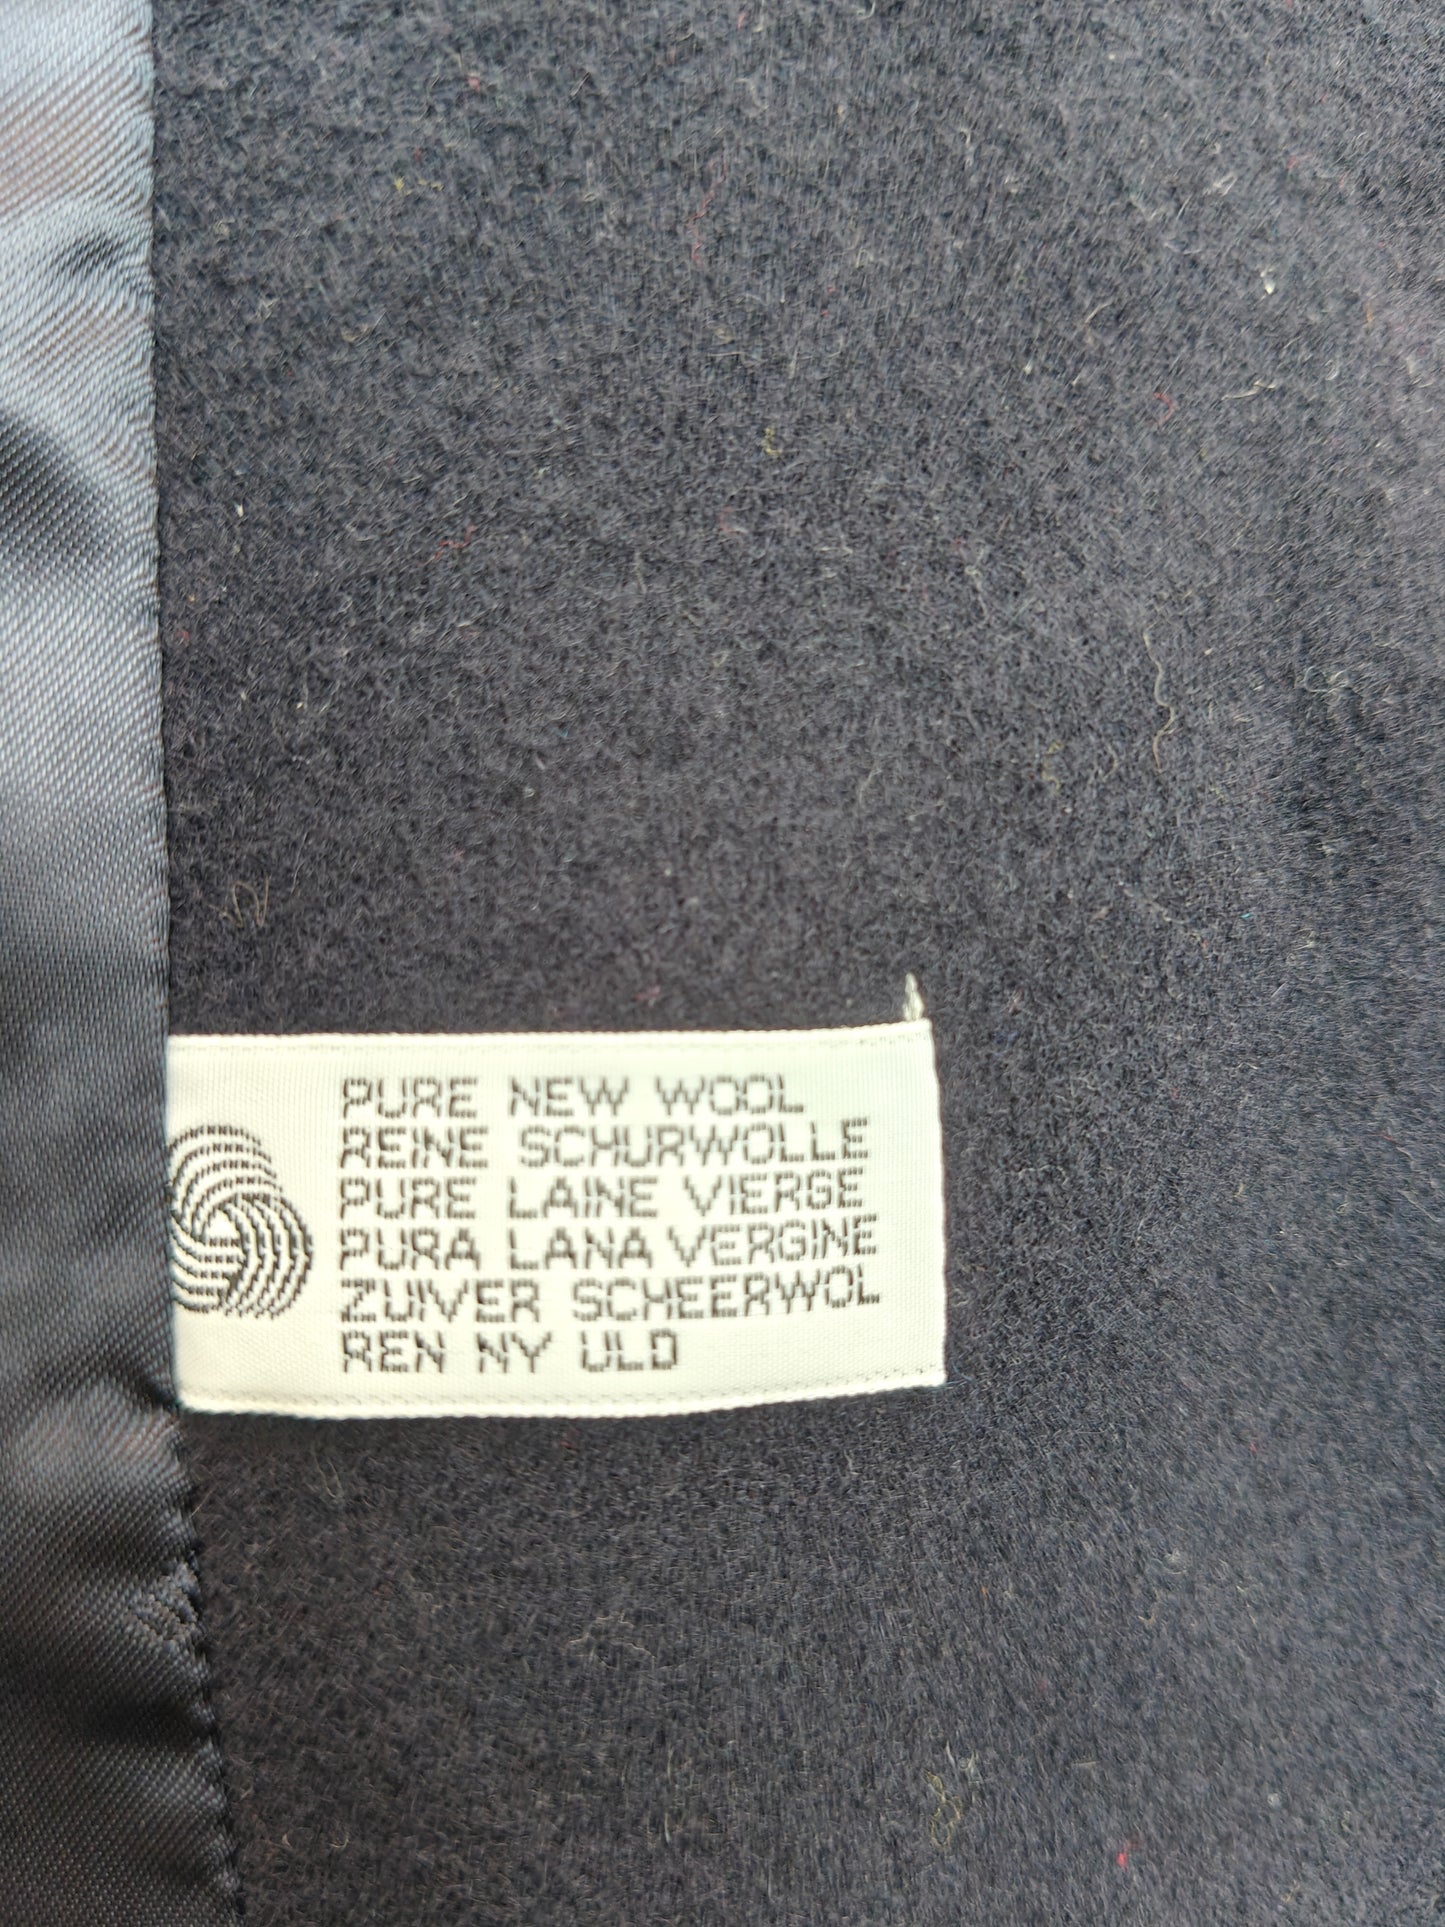 PURE NEW WOOL
REINE SCHURWOLLE
PURE LAINE VIERGE
PURA LANA VERGINE
ZUIVER SCHEERWOL
REN NY ULD